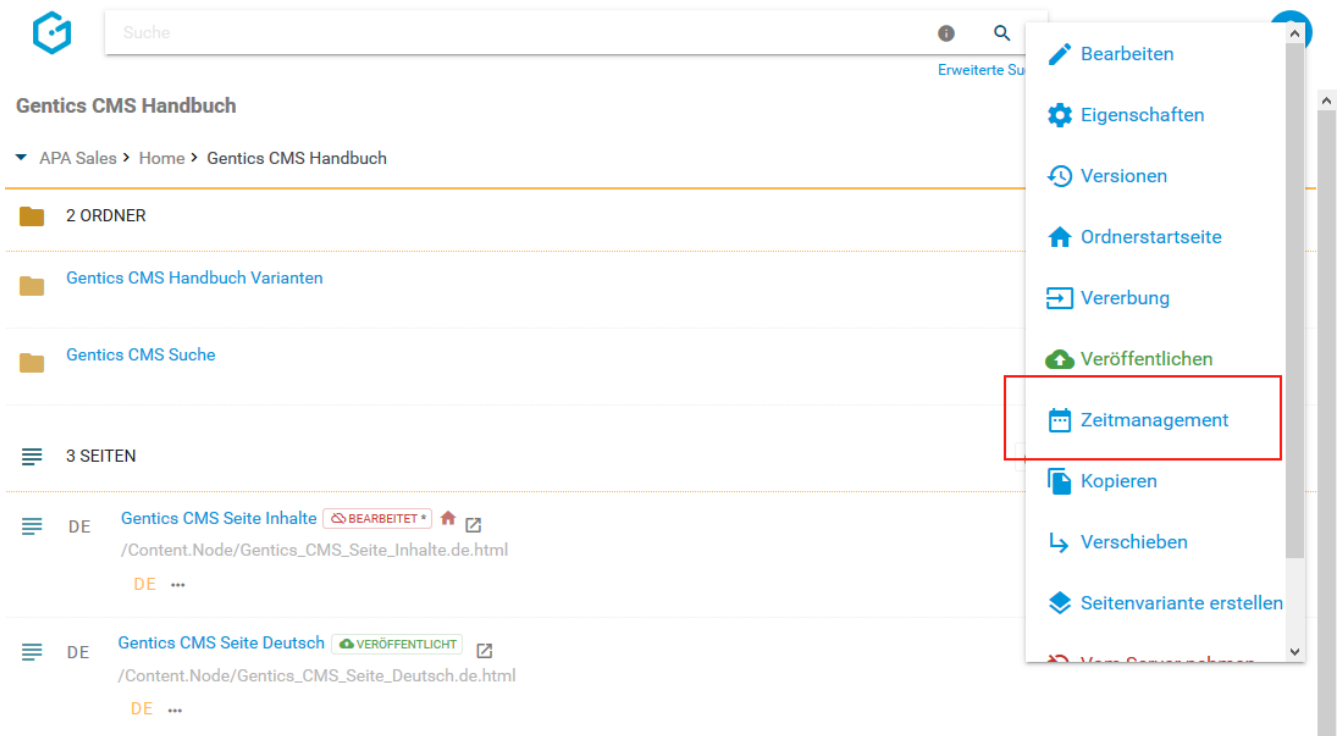 Suche
Erweiterte Su
Gentics CMS Handbuch
APA Sales > Home > Gentics CMS Handbuch
2 ORDNER
Gentics CMS Handbuch Varianten
Gentics CMS Suche
3 SEITEN
DE Gentics CMS Seite Inhalte BEARBEITET *
/Content.Node/Gentics_CMS_Seite_Inhalte.de.html
DE ...
DE Gentics CMS Seite Deutsch VERÖFFENTLICHT
/Content.Node/Gentics_CMS_Seite_Deutsch.de.html
DE ...
Bearbeiten
Eigenschaften
Versionen
Ordnerstartseite
Vererbung
Veröffentlichen
Zeitmanagement
Kopieren
Verschieben
Seitenvariante erstellen
Vom Server nehmen